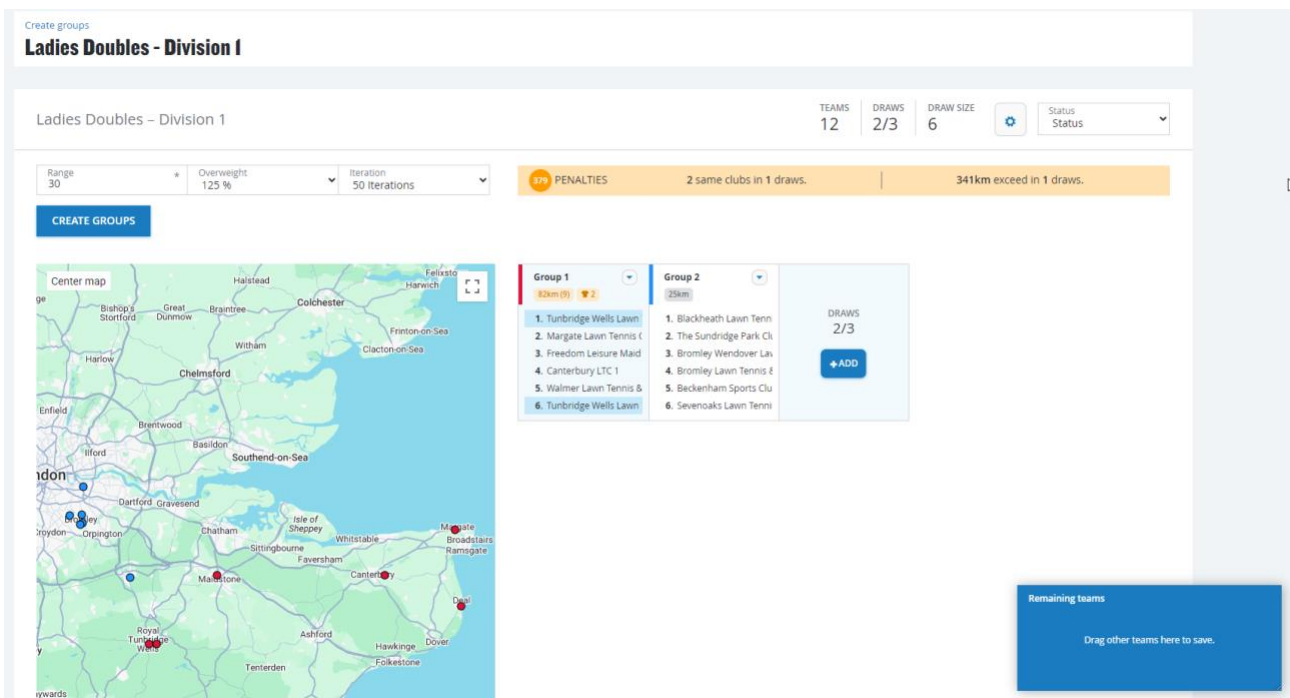 Create groups
Ladies Doubles - Division 1
Ladies Doubles – Division 1
TEAMS
12
DRAWS
2/3
DRAW SIZE
6
Status
Status
Range
30
*
Overweight
125 %
Iteration
50 Iterations
379 PENALTIES
2 same clubs in 1 draws.
341km exceed in 1 draws.
CREATE GROUPS
Center map
Group 1
82km (9)
2
1. Tunbridge Wells Lawn
2. Margate Lawn Tennis (
3. Freedom Leisure Maid
4. Canterbury LTC 1
5. Walmer Lawn Tennis &
6. Tunbridge Wells Lawn
Group 2
25km
1. Blackheath Lawn Tenn
2. The Sundridge Park Clu
3. Bromley Wendover Lav
4. Bromley Lawn Tennis &
5. Beckenham Sports Clu
6. Sevenoaks Lawn Tenni
DRAWS
2/3
+ADD
Halstead
Felixsto
Harwich
ge
Bishop's
Stortford
Great
Dunmow
Braintree
Colchester
Frinton-on-Sea
Witham
Clacton-on-Sea
Harlow
Chelmsford
Enfield
Brentwood
Basildon
Ilford
Southend-on-Sea
ndon
Dartford
Gravesend
Bromley
Croydon
Orpington
Chatham
Isle of
Sheppey
Sittingbourne
Whitstable
Faversham
Margate
Broadstairs
Ramsgate
Maidstone
Canterbury
Deal
Royal
Tunbridge
Wells
Ashford
Dover
Hawkinge
Folkestone
Tenterden
y
aywards
Remaining teams
Drag other teams here to save.